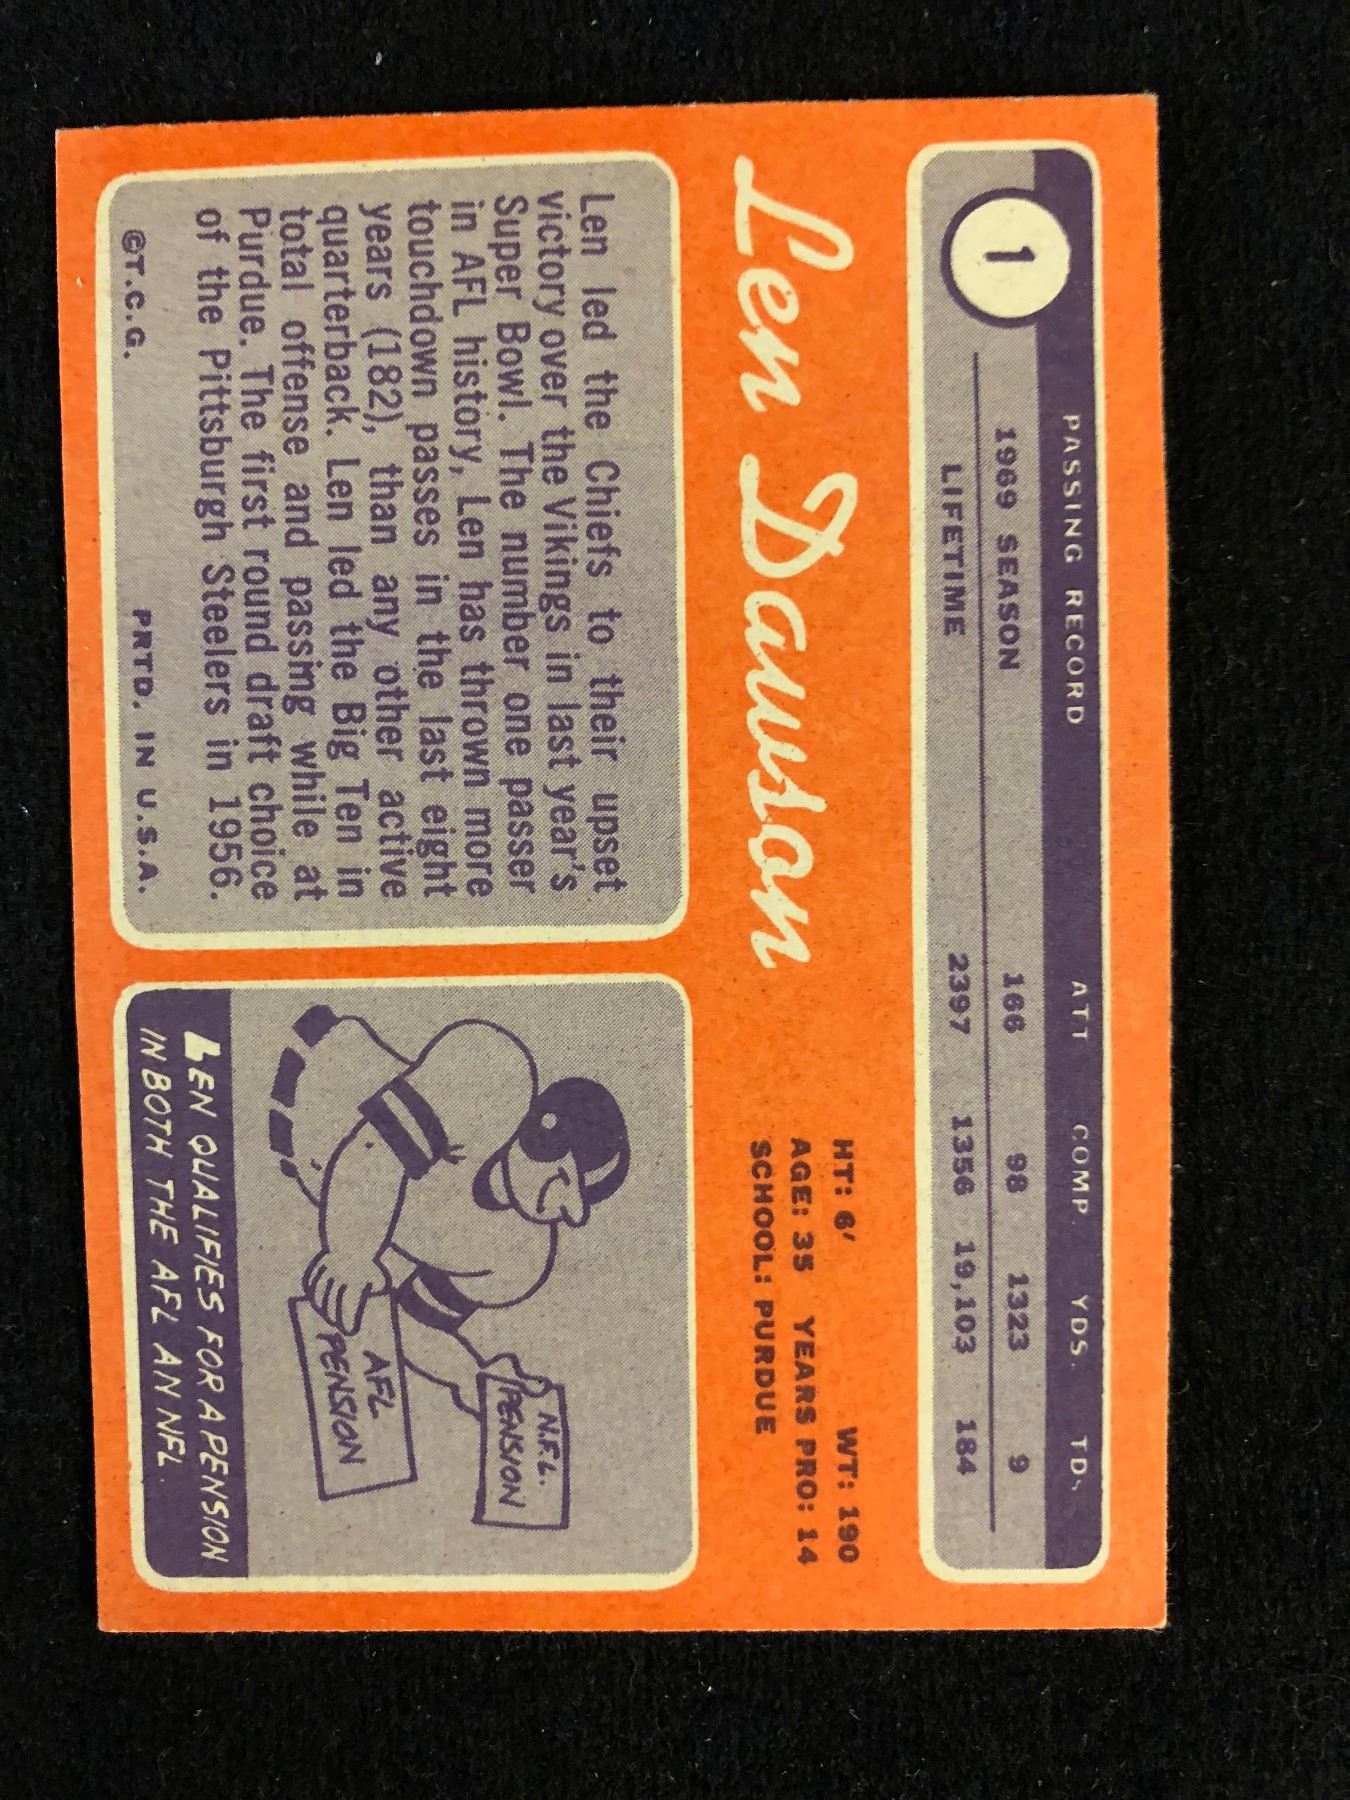 1
PASSING RECORD ATT COMP. YDS. TDs
1969 SEASON 166 98 1323 9
LIFETIME 2397 1356 19,103 184
Len Dawson
HT: 6' WT: 190
AGE: 35 YEARS PRO: 14
SCHOOL: PURDUE
Len led the Chiefs to their upset
victory over the Vikings in last year's
Super Bowl. The number one passer
in AFL history, Len has thrown more
touchdown passes in the last eight
years (182), than any other active
quarterback. Len led the Big Ten in
total offense and passing while at
Purdue. The first round draft choice
of the Pittsburgh Steelers in 1956.
©T.C.G. PRTD. IN U.S.A.
N.F.L.
PENSION
AFL
PENSION
LEN QUALIFIES FOR A PENSION
IN BOTH THE AFL AN NFL.